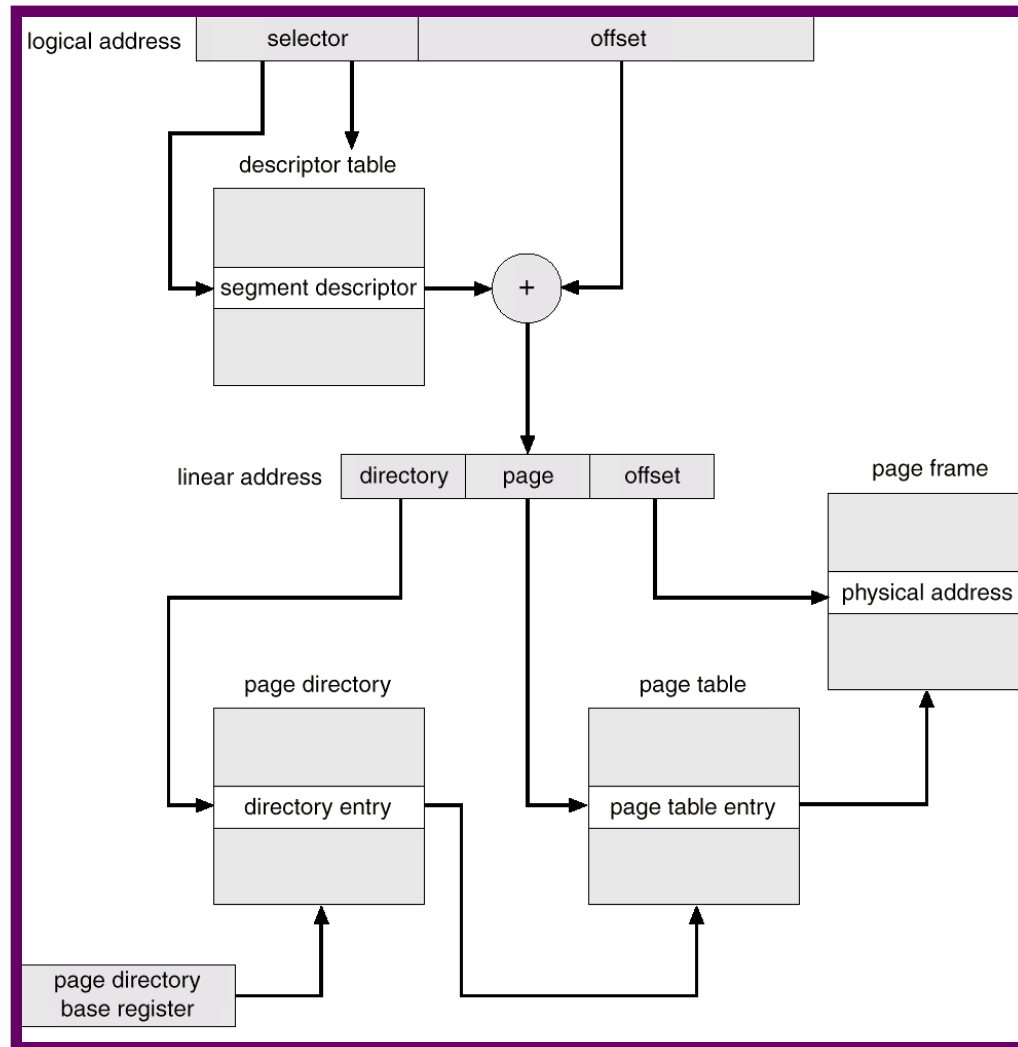 logical address
selector
offset
descriptor table
segment descriptor
+
linear address
directory
page
offset
page frame
physical address
page directory
page table
directory entry
page table entry
page directory
base register